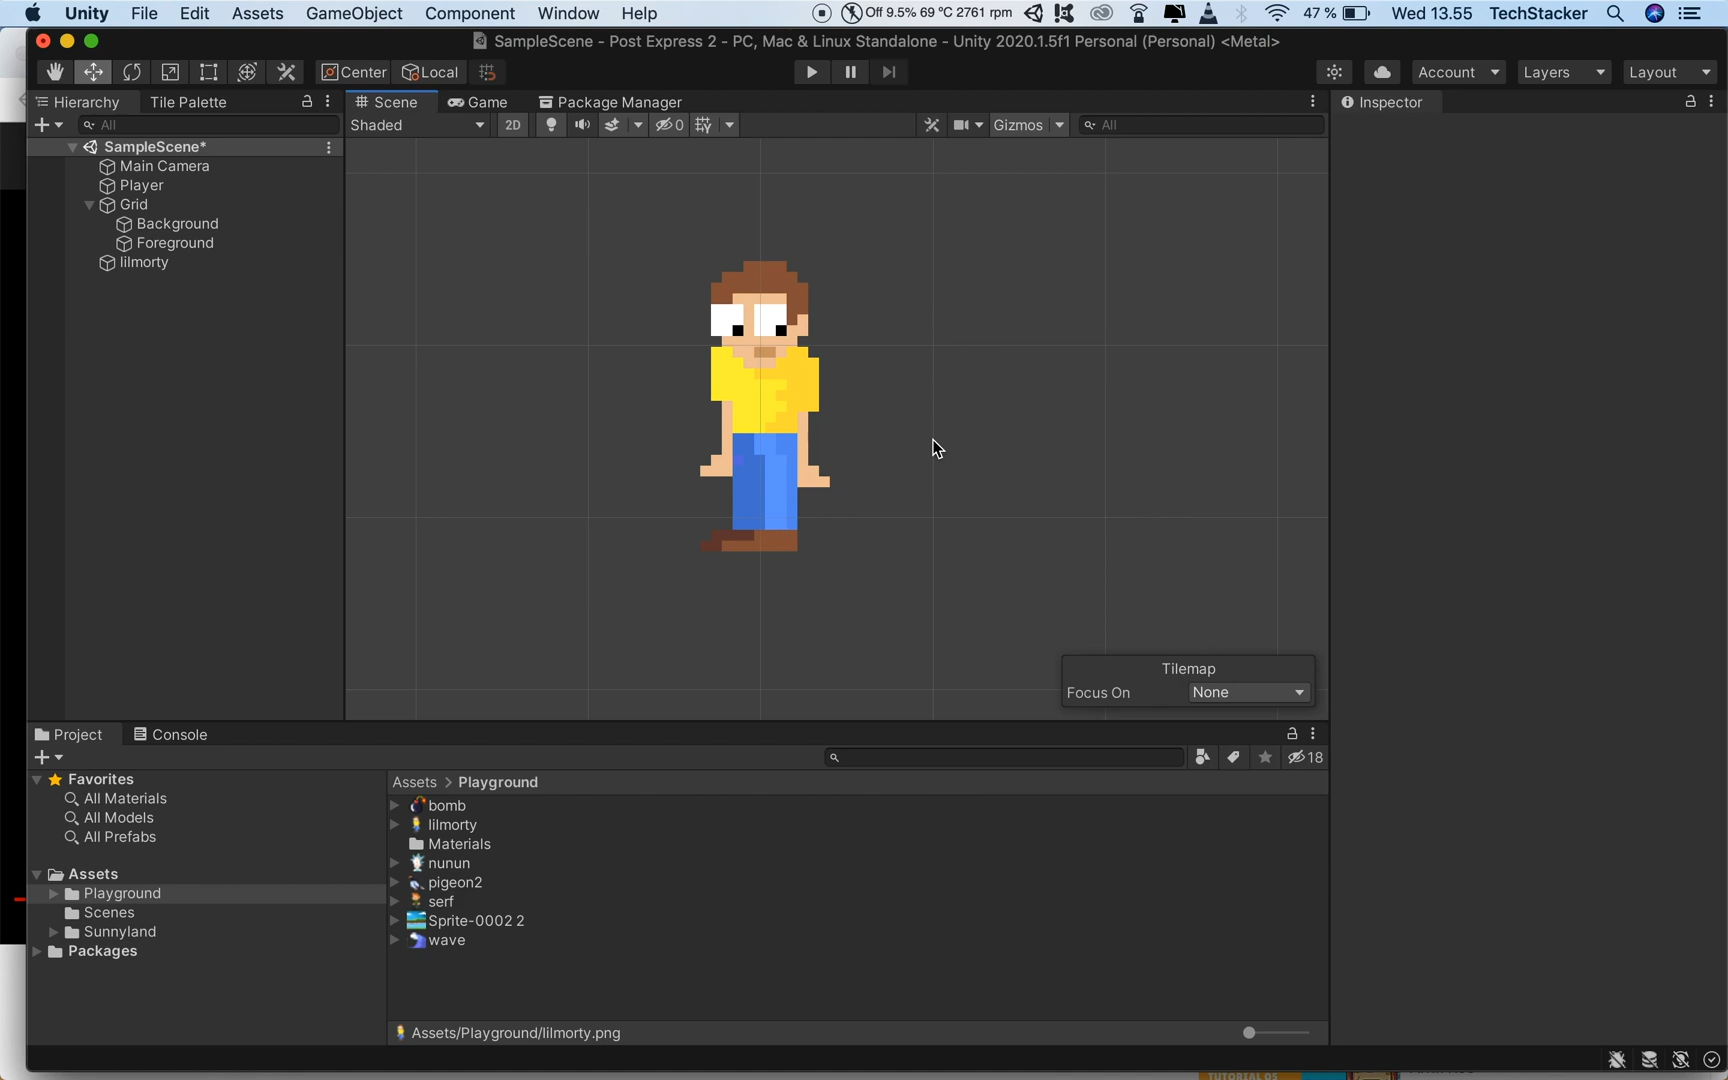 Unity File Edit Assets GameObject Component Window Help Off 9.5% 69 °C 2761 rpm 47 % Wed 13.55 TechStacker
SampleScene - Post Express 2 - PC, Mac & Linux Standalone - Unity 2020.1.5f1 Personal (Personal) <Metal>
Center Local Account Layers Layout
Hierarchy Tile Palette Scene Game Package Manager Inspector
All Shaded 2D 0 Gizmos All
SampleScene*
Main Camera
Player
Grid
Background
Foreground
lilmorty
Tilemap
Focus On None
Project Console
18
Favorites
All Materials
All Models
All Prefabs
Assets
Playground
Scenes
Sunnyland
Packages
Assets > Playground
bomb
lilmorty
Materials
nunun
pigeon2
serf
Sprite-0002 2
wave
Assets/Playground/lilmorty.png